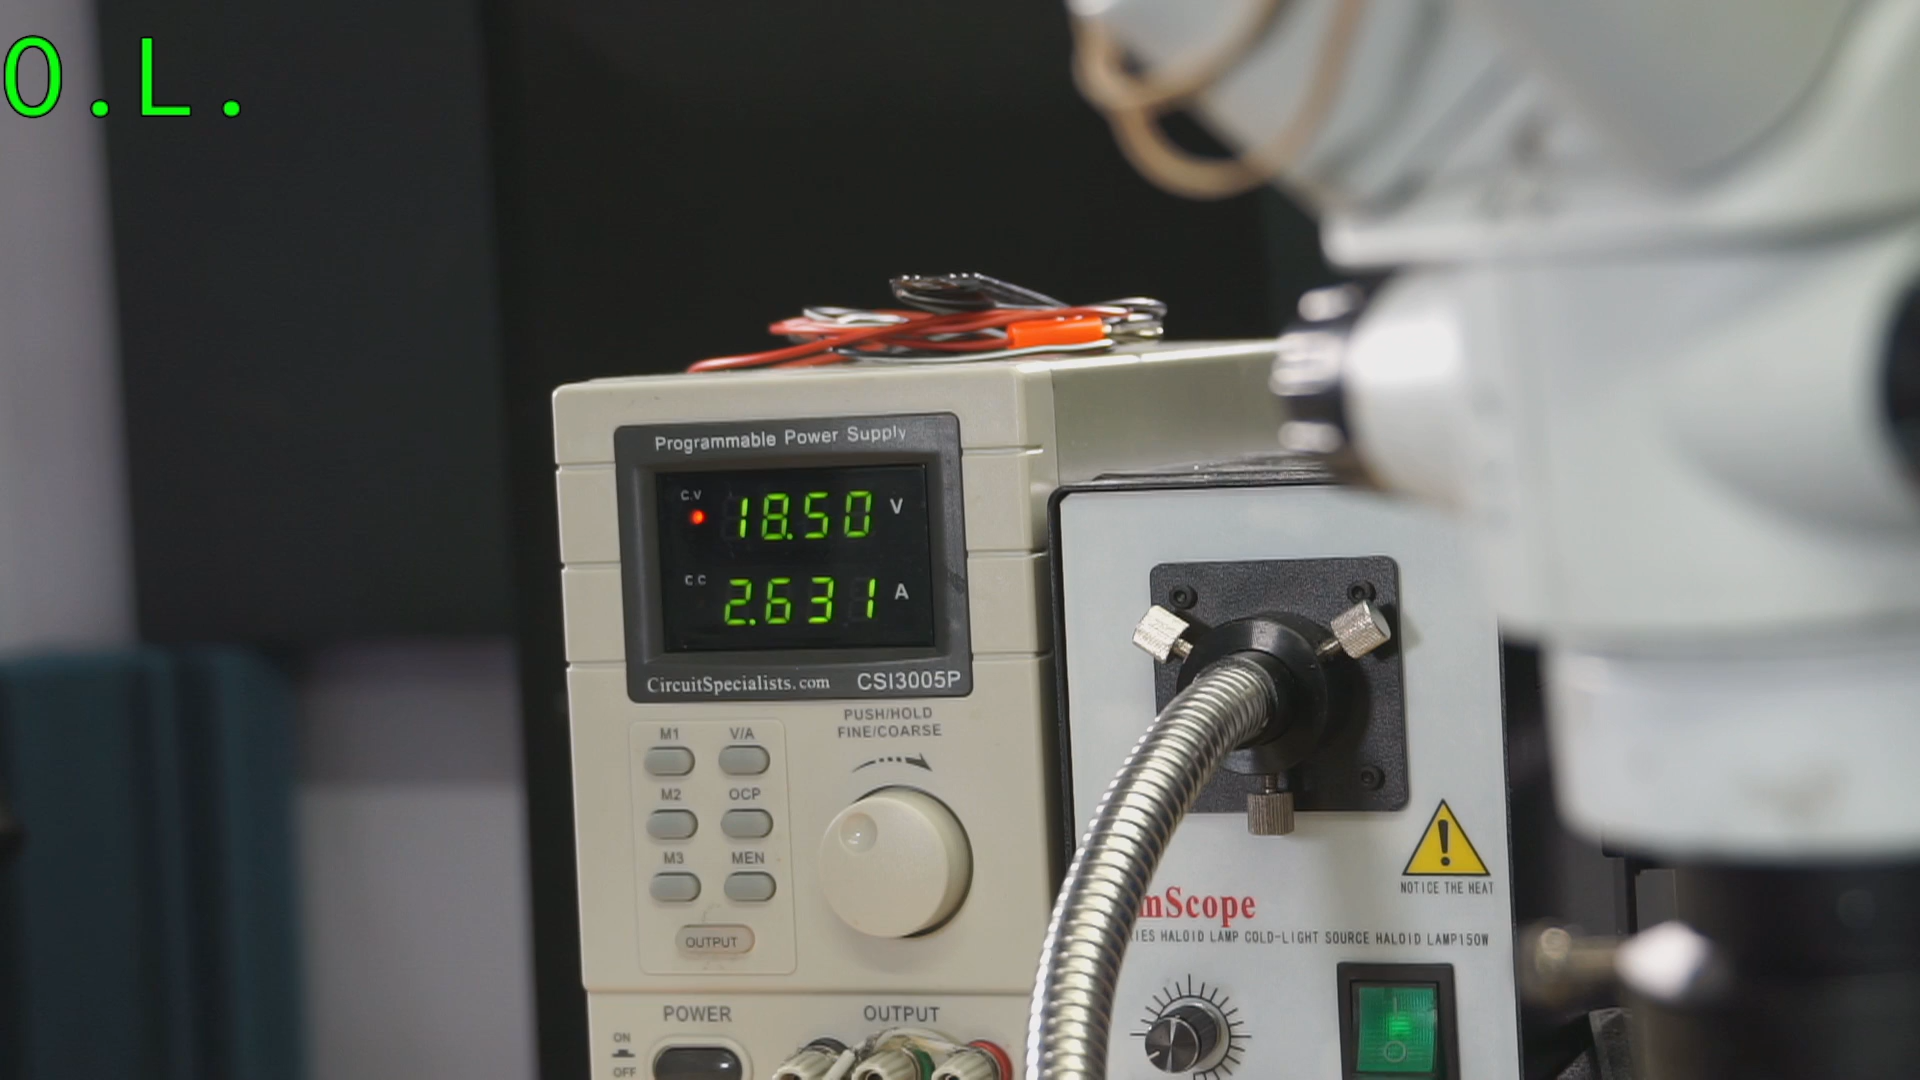 O.L.
Programmable Power Supply
C.V 18.50 V
C.C 2.631 A
CircuitSpecialists.com CSI3005P
PUSH/HOLD
FINE/COARSE
M1 V/A
M2 OCP
M3 MEN
OUTPUT
POWER OUTPUT
ON
OFF
NOTICE THE HEAT
mScope
RIES HALOID LAMP COLD-LIGHT SOURCE HALOID LAMP150W